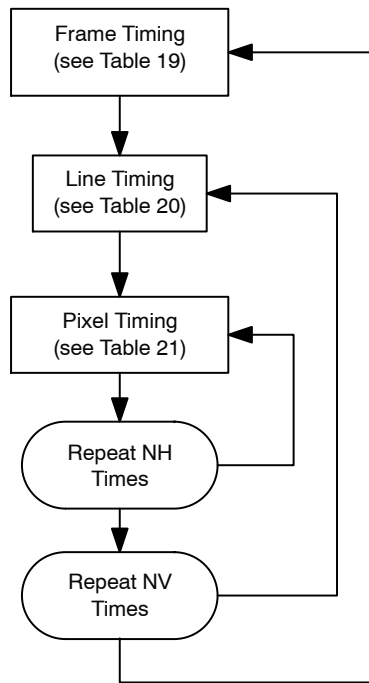 Frame Timing
(see Table 19)
Line Timing
(see Table 20)
Pixel Timing
(see Table 21)
Repeat NH
Times
Repeat NV
Times